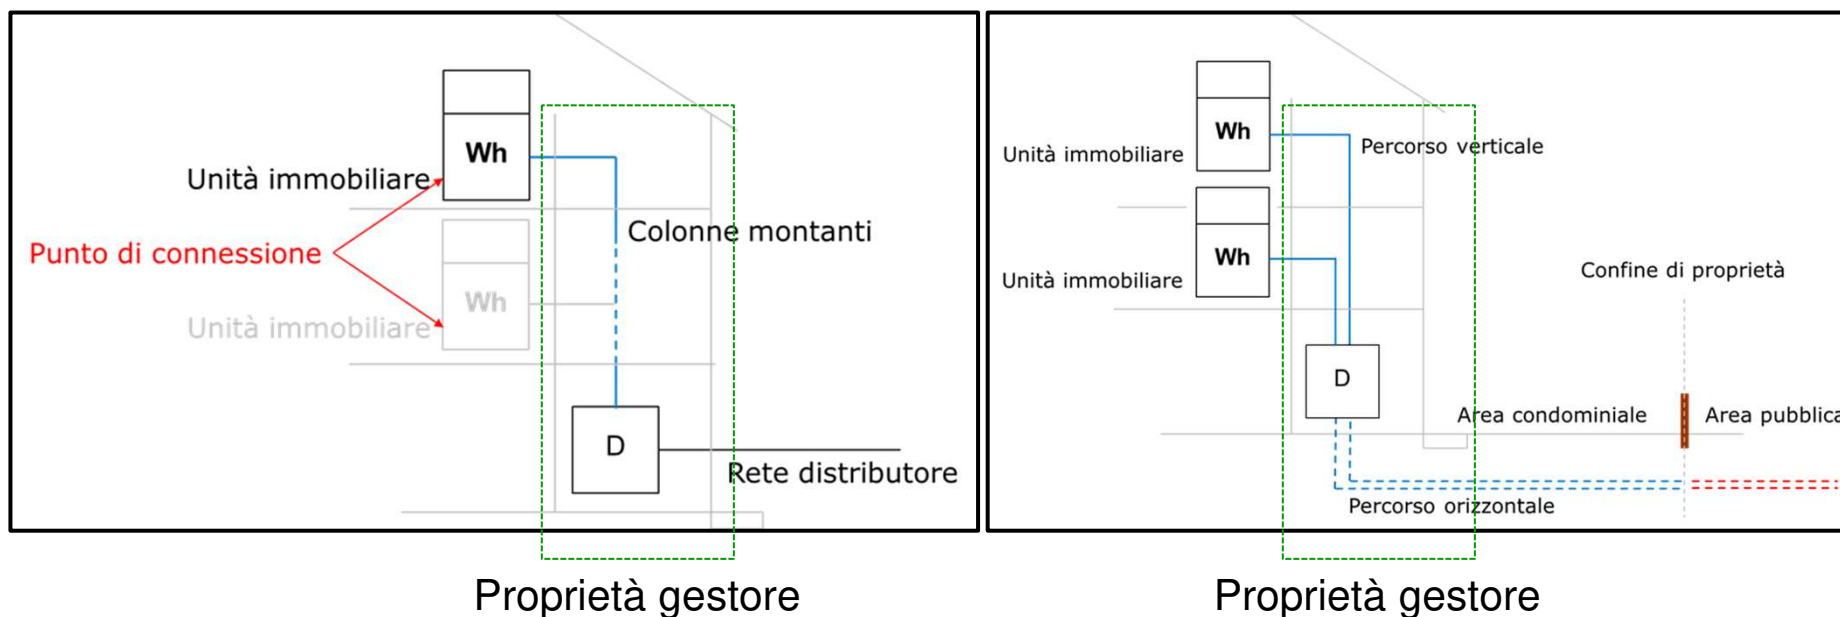 Wh
Unità immobiliare
Colonne montanti
Punto di connessione
Wh
Unità immobiliare
D
Rete distributore
Proprietà gestore
Wh
Percorso verticale
Unità immobiliare
Wh
Unità immobiliare
Confine di proprietà
D
Area condominiale
Area pubblica
Percorso orizzontale
Proprietà gestore